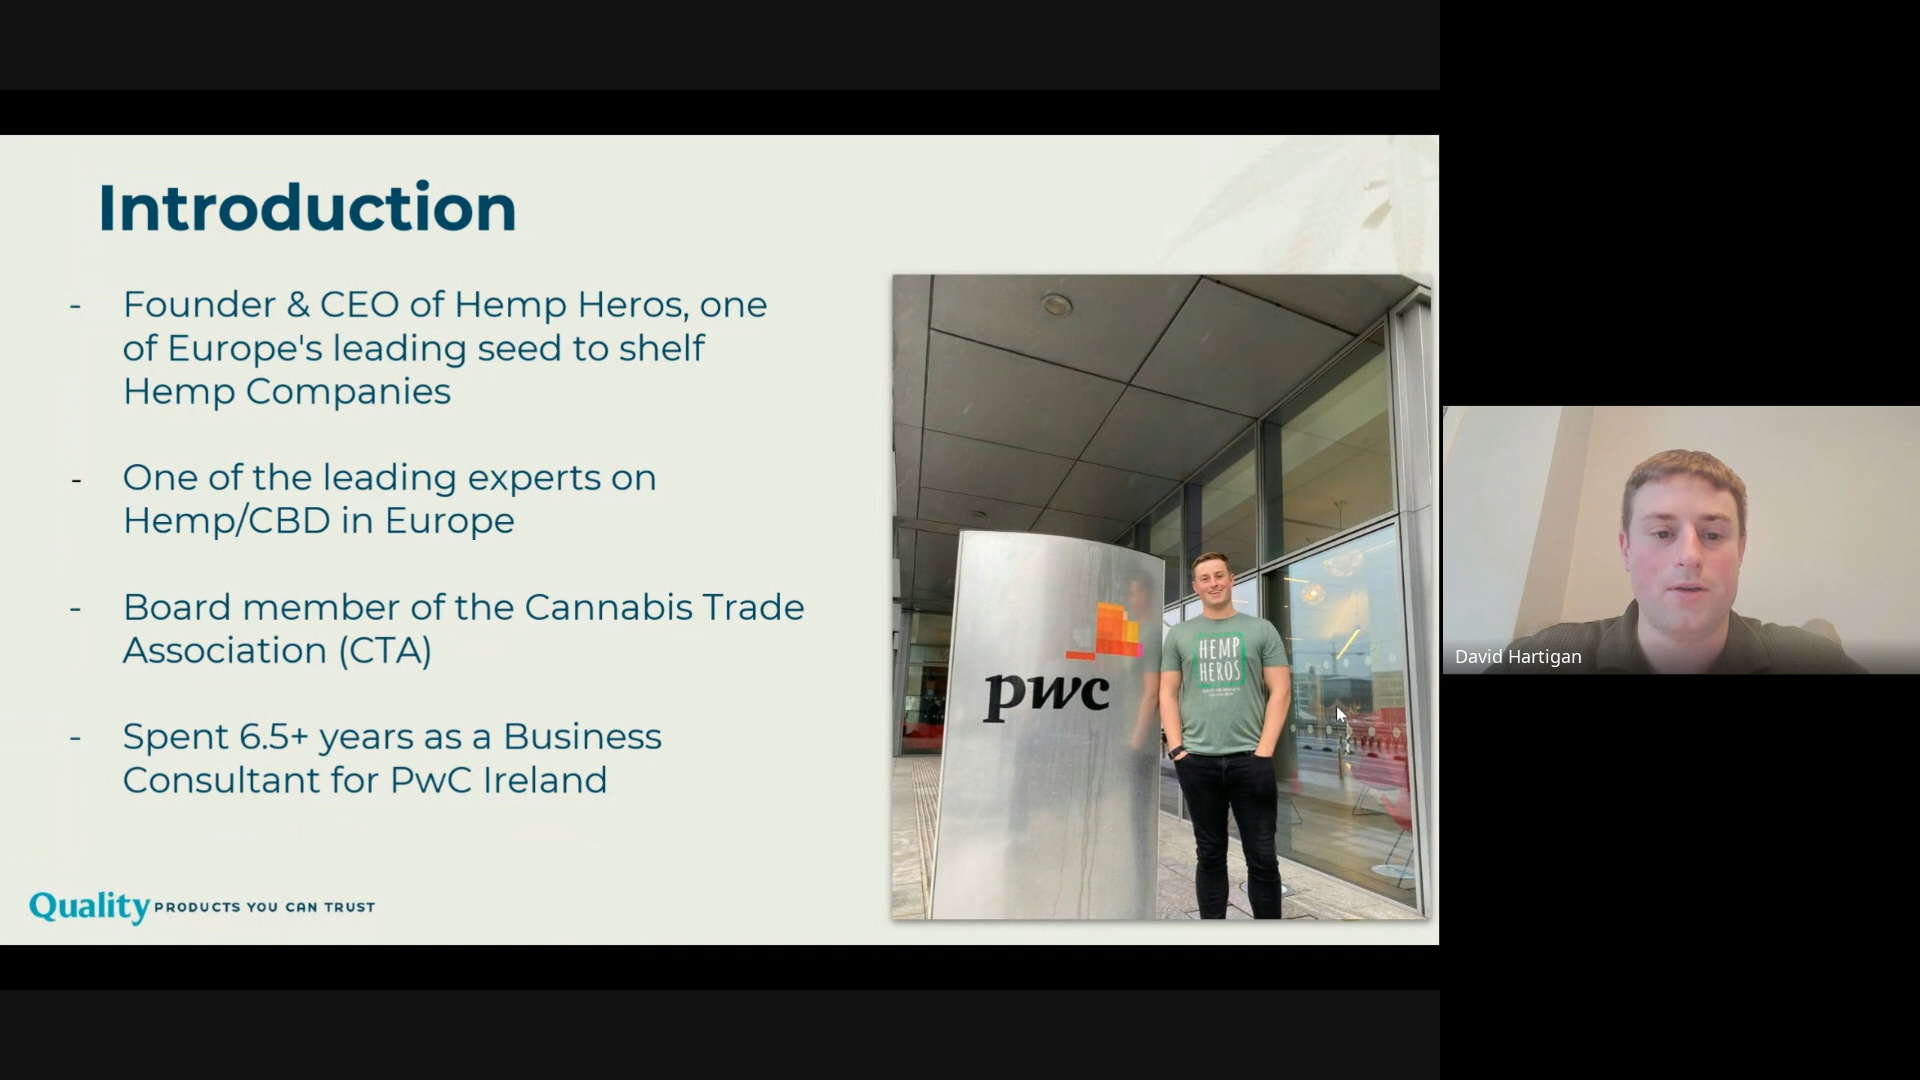 Introduction
- Founder & CEO of Hemp Heros, one
of Europe's leading seed to shelf
Hemp Companies
- One of the leading experts on
Hemp/CBD in Europe
- Board member of the Cannabis Trade
Association (CTA)
- Spent 6.5+ years as a Business
Consultant for PwC Ireland
Quality PRODUCTS YOU CAN TRUST
pwc
HEMP
HEROS
David Hartigan